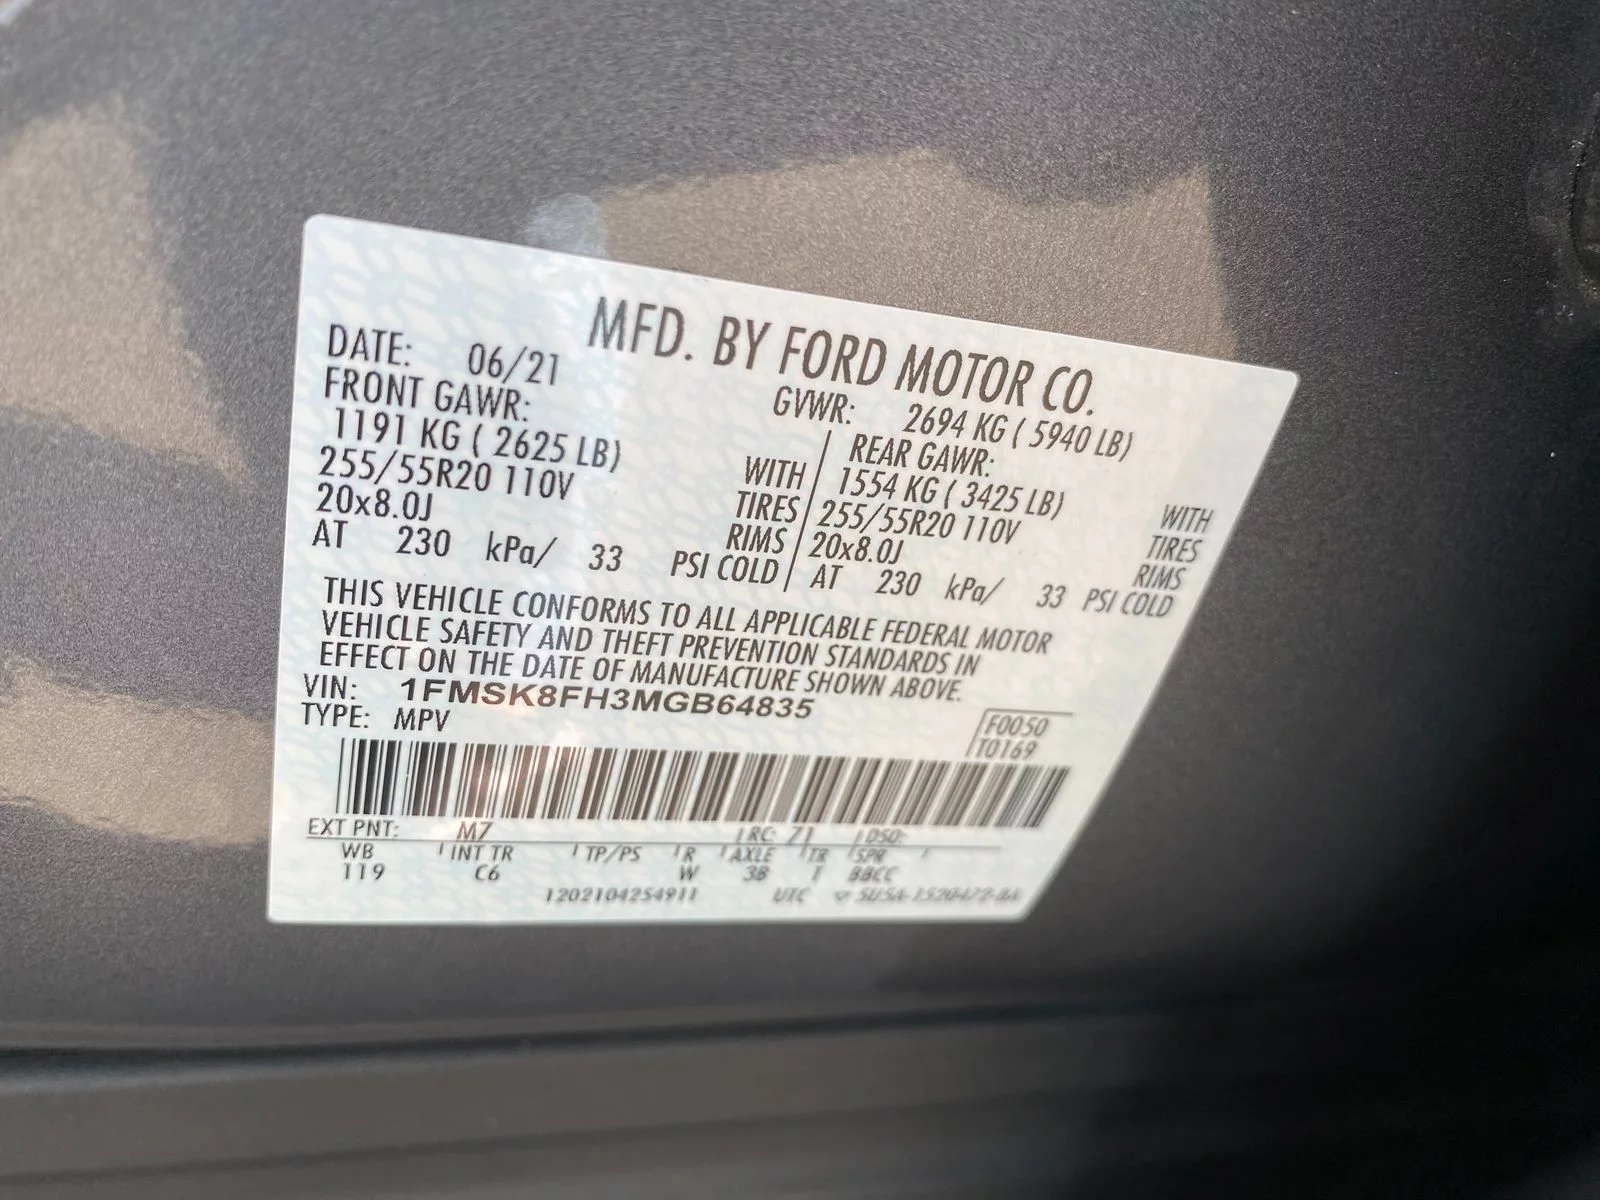 MFD. BY FORD MOTOR CO.
DATE: 06/21 GVWR: 2694 KG ( 5940 LB)
FRONT GAWR: REAR GAWR:
1191 KG ( 2625 LB) WITH 1554 KG ( 3425 LB) WITH
255/55R20 110V TIRES 255/55R20 110V TIRES
20x8.0J RIMS 20x8.0J RIMS
AT 230 kPa/ 33 PSI COLD AT 230 kPa/ 33 PSI COLD
THIS VEHICLE CONFORMS TO ALL APPLICABLE FEDERAL MOTOR
VEHICLE SAFETY AND THEFT PREVENTION STANDARDS IN
EFFECT ON THE DATE OF MANUFACTURE SHOWN ABOVE.
VIN: 1FMSK8FH3MGB64835
TYPE: MPV
F0050
T0169
EXT PNT: M7 RC: 71 DSO:
WB INT TR TP/PS R AXLE TR SPR
119 C6 W 3B T BBCC
1202104254911 UTC